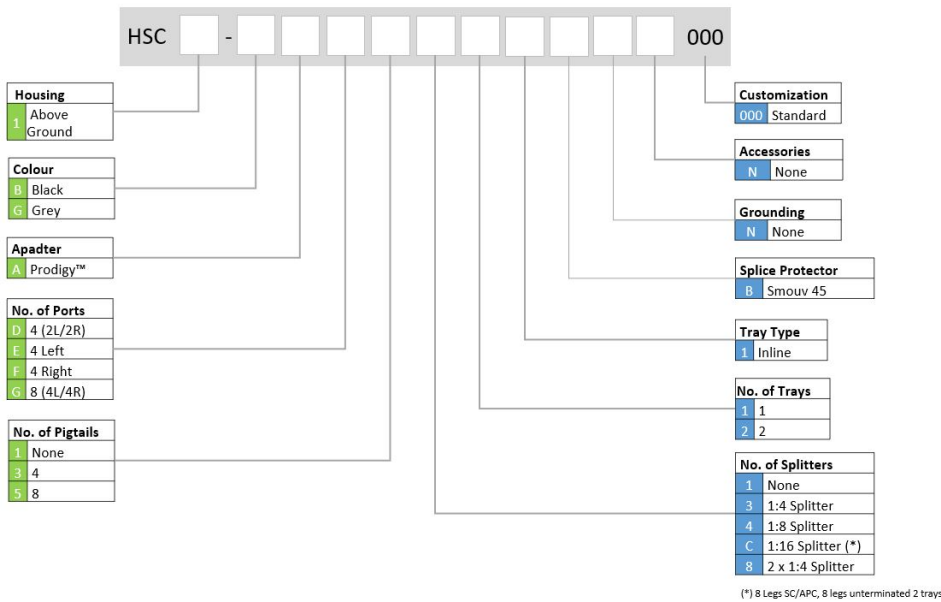 HSC - 000
Housing
1 Above Ground
Colour
B Black
G Grey
Apadter
A Prodigy™
No. of Ports
D 4 (2L/2R)
E 4 Left
F 4 Right
G 8 (4L/4R)
No. of Pigtails
1 None
3 4
5 8
Customization
000 Standard
Accessories
N None
Grounding
N None
Splice Protector
B Smouv 45
Tray Type
1 Inline
No. of Trays
1 1
2 2
No. of Splitters
1 None
3 1:4 Splitter
4 1:8 Splitter
C 1:16 Splitter (*)
8 2 x 1:4 Splitter
(*) 8 Legs SC/APC, 8 legs unterminated 2 trays